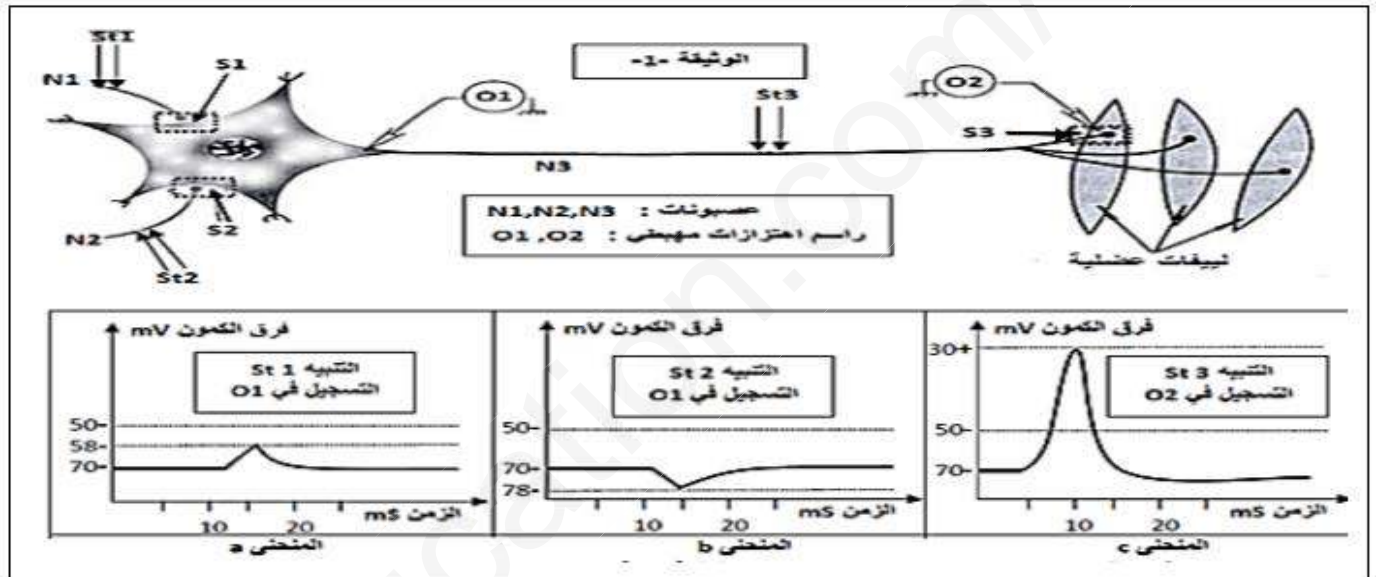 St1
S1
N1
الوثيقة -1-
O1
O2
St3
S3
N3
S2
N2
St2
عصبونات : N1,N2,N3
راسم اهتزازات مهبطي : O1 ,O2
لييفات عضلية
فرق الكمون mV
التنبيه St 1
التسجيل في O1
50-
58-
70-
10
20
الزمن mS
المنحنى a
فرق الكمون mV
التنبيه St 2
التسجيل في O1
50-
70-
78-
10
20
الزمن mS
المنحنى b
فرق الكمون mV
30+
التنبيه St 3
التسجيل في O2
50-
70-
10
20
الزمن mS
المنحنى c